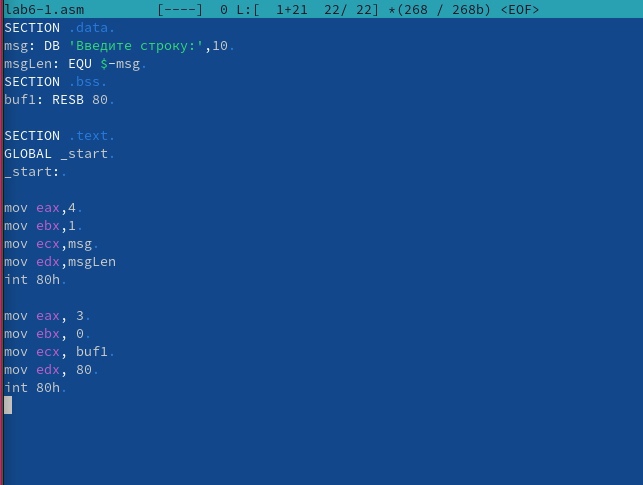 lab6-1.asm [----] 0 L:[ 1+21 22/ 22] *(268 / 268b) <EOF>
SECTION .data.
msg: DB 'Введите строку:',10.
msgLen: EQU $-msg.
SECTION .bss.
buf1: RESB 80.
SECTION .text.
GLOBAL _start.
_start:.
mov eax,4.
mov ebx,1.
mov ecx,msg.
mov edx,msgLen
int 80h.
mov eax, 3.
mov ebx, 0.
mov ecx, buf1.
mov edx, 80.
int 80h.